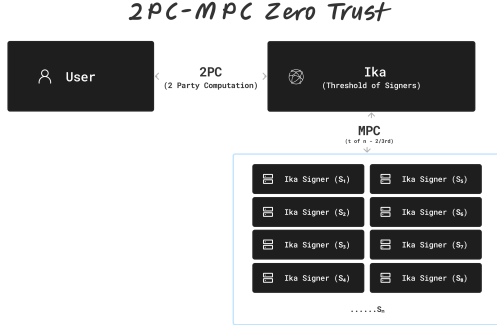 2PC-MPC Zero Trust
User
2PC
(2 Party Computation)
Ika
(Threshold of Signers)
MPC
(t of n - 2/3rd)
Ika Signer (S₁)
Ika Signer (S₅)
Ika Signer (S₂)
Ika Signer (S₆)
Ika Signer (S₃)
Ika Signer (S₇)
Ika Signer (S₄)
Ika Signer (S₈)
......Sₙ